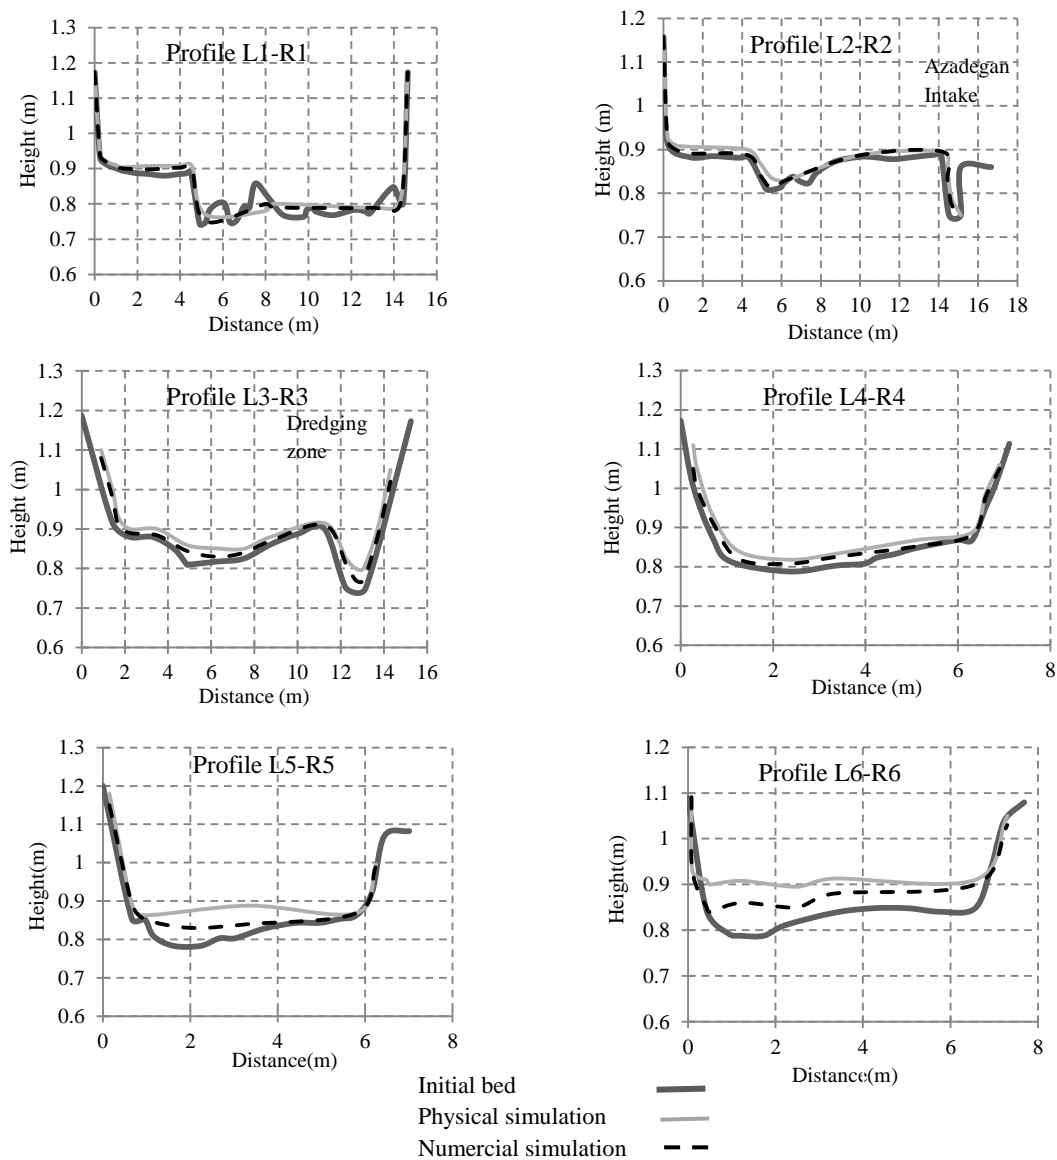 Profile L1-R1
Height (m)
1.3
1.2
1.1
1
0.9
0.8
0.7
0.6
0 2 4 6 8 10 12 14 16
Distance (m)
Profile L2-R2
Azadegan
Intake
Height (m)
1.2
1.1
1
0.9
0.8
0.7
0.6
0 2 4 6 8 10 12 14 16 18
Distance (m)
Profile L3-R3
Dredging
zone
Height (m)
1.3
1.2
1.1
1
0.9
0.8
0.7
0.6
0 2 4 6 8 10 12 14 16
Distance (m)
Profile L4-R4
Height (m)
1.3
1.2
1.1
1
0.9
0.8
0.7
0.6
0 2 4 6 8
Distance (m)
Profile L5-R5
Height(m)
1.3
1.2
1.1
1
0.9
0.8
0.7
0.6
0 2 4 6 8
Distance(m)
Profile L6-R6
Height(m)
1.2
1.1
1.0
0.9
0.8
0.7
0.6
0 2 4 6 8
Distance(m)
Initial bed
Physical simulation
Numercial simulation